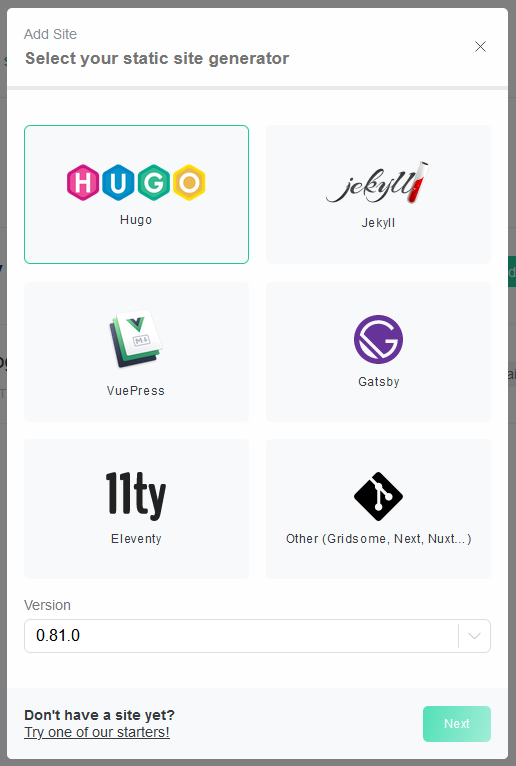 Add Site
Select your static site generator
HUGO
Hugo
jekyll
Jekyll
M↓
VuePress
Gatsby
11ty
Eleventy
Other (Gridsome, Next, Nuxt...)
Version
0.81.0
Don't have a site yet?
Try one of our starters!
Next